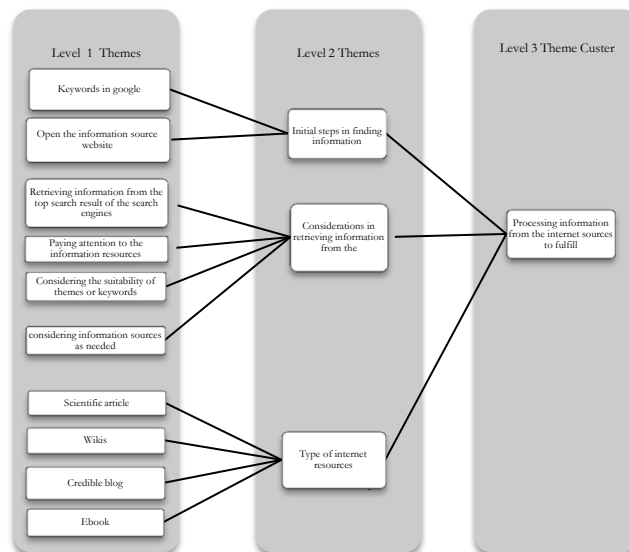 Level 1 Themes
Level 2 Themes
Level 3 Theme Custer
Keywords in google
Open the information source
website
Retrieving information from the
top search result of the search
engines
Paying attention to the
information resources
Considering the suitability of
themes or keywords
considering information sources
as needed
Scientific article
Wikis
Credible blog
Ebook
Initial steps in finding
information
Considerations in
retrieving information
from the
Type of internet
resources
Processing information
from the internet sources
to fulfill